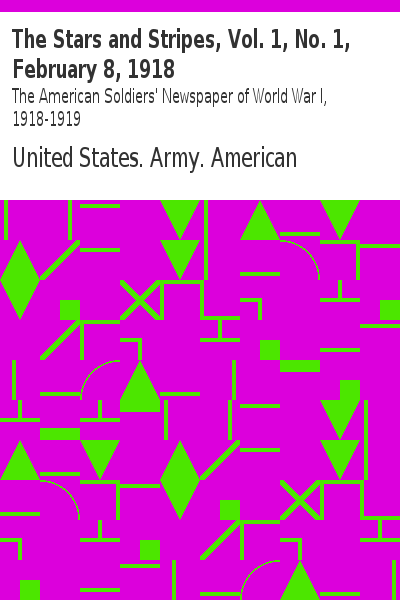 The Stars and Stripes, Vol. 1, No. 1,
February 8, 1918
The American Soldiers' Newspaper of World War I,
1918-1919
United States. Army. American